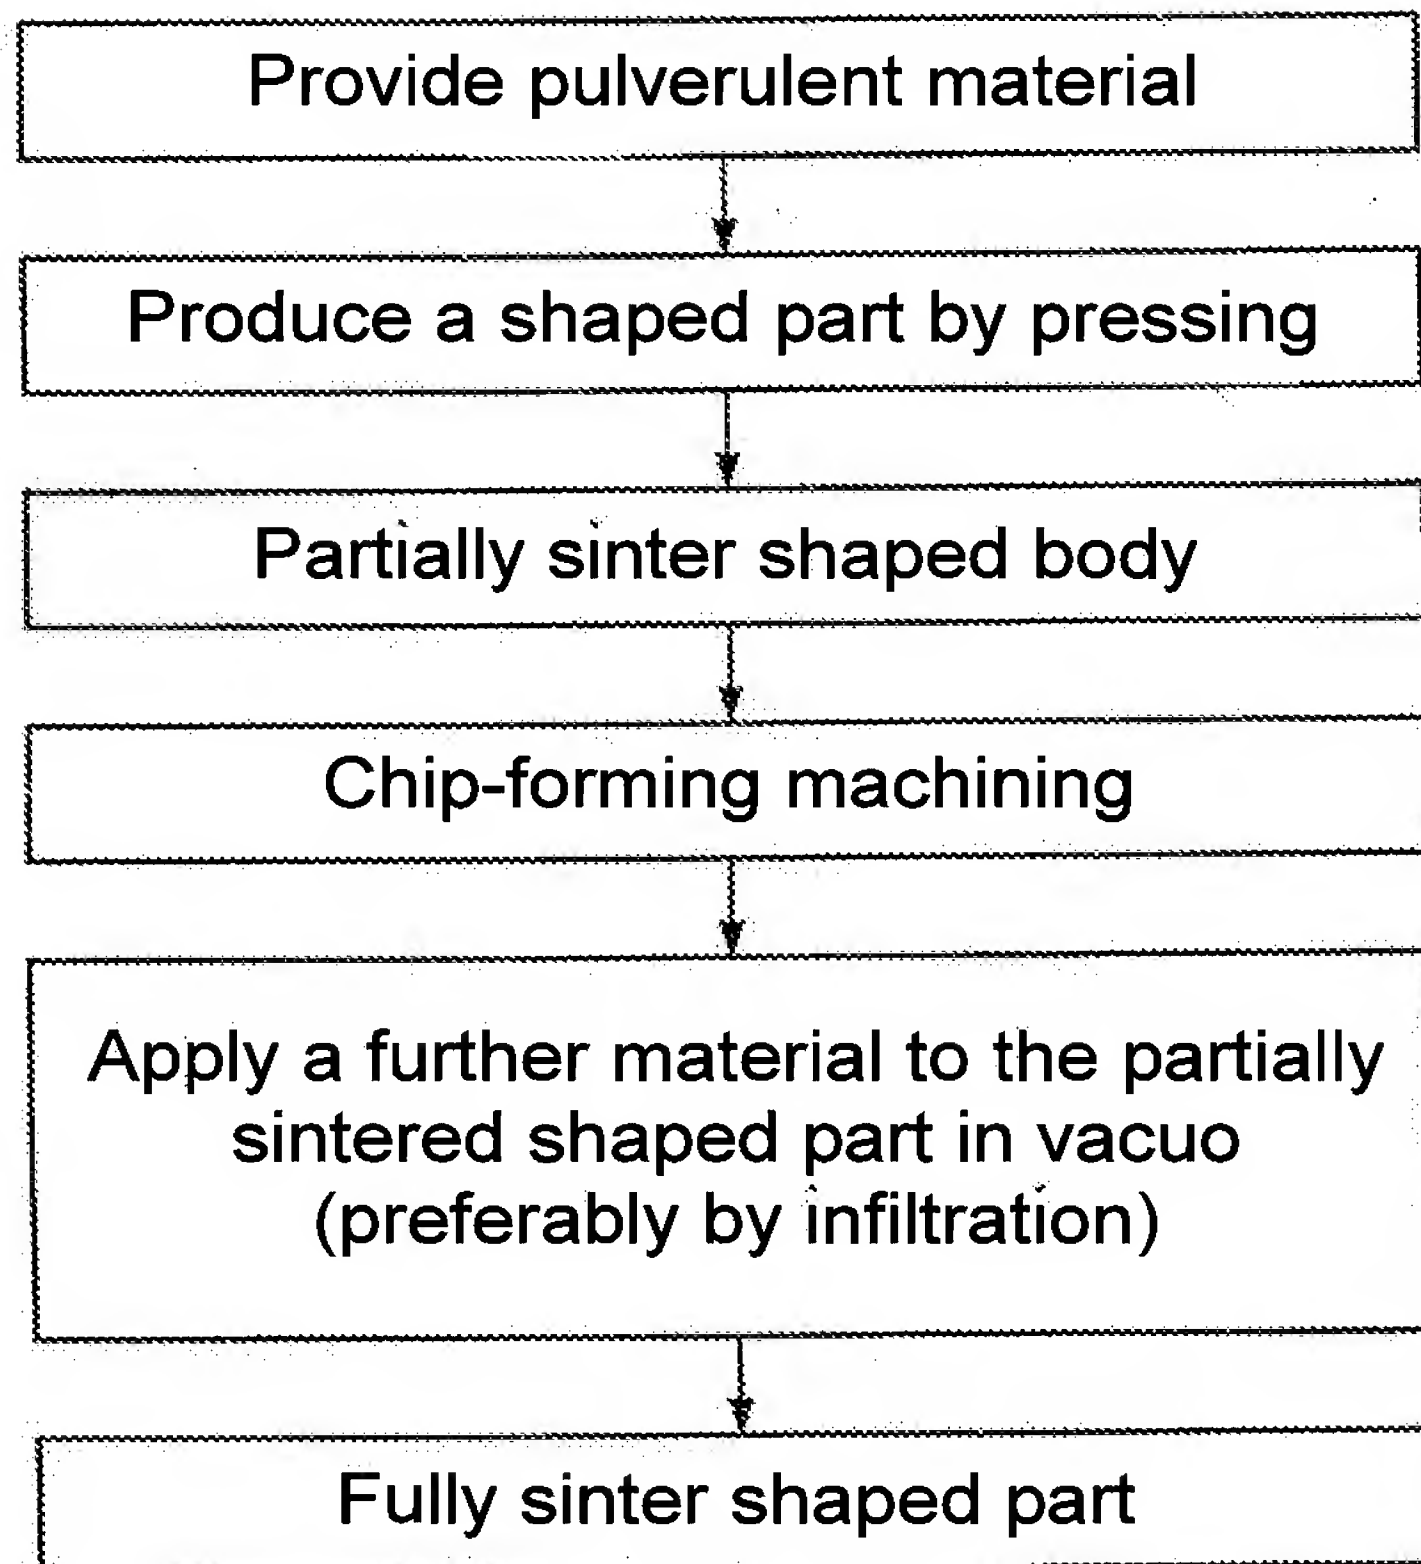 Provide pulverulent material
Produce a shaped part by pressing
Partially sinter shaped body
Chip-forming machining
Apply a further material to the partially
sintered shaped part in vacuo
(preferably by infiltration)
Fully sinter shaped part